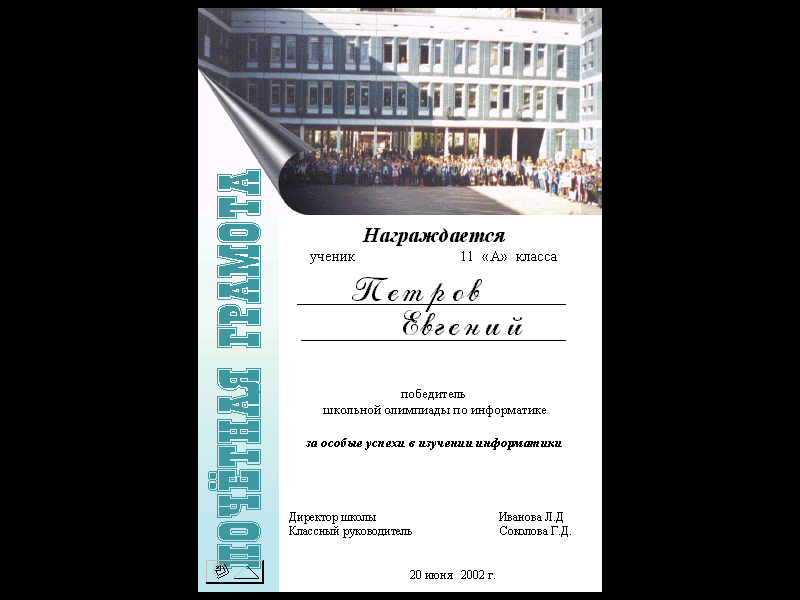 ПОЧЁТНАЯ ГРАМОТА
Награждается
ученик 11 «А» класса
Петров
Евгений
победитель
школьной олимпиады по информатике
за особые успехи в изучении информатики
Директор школы Иванова Л.Д
Классный руководитель Соколова Г.Д.
20 июня 2002 г.